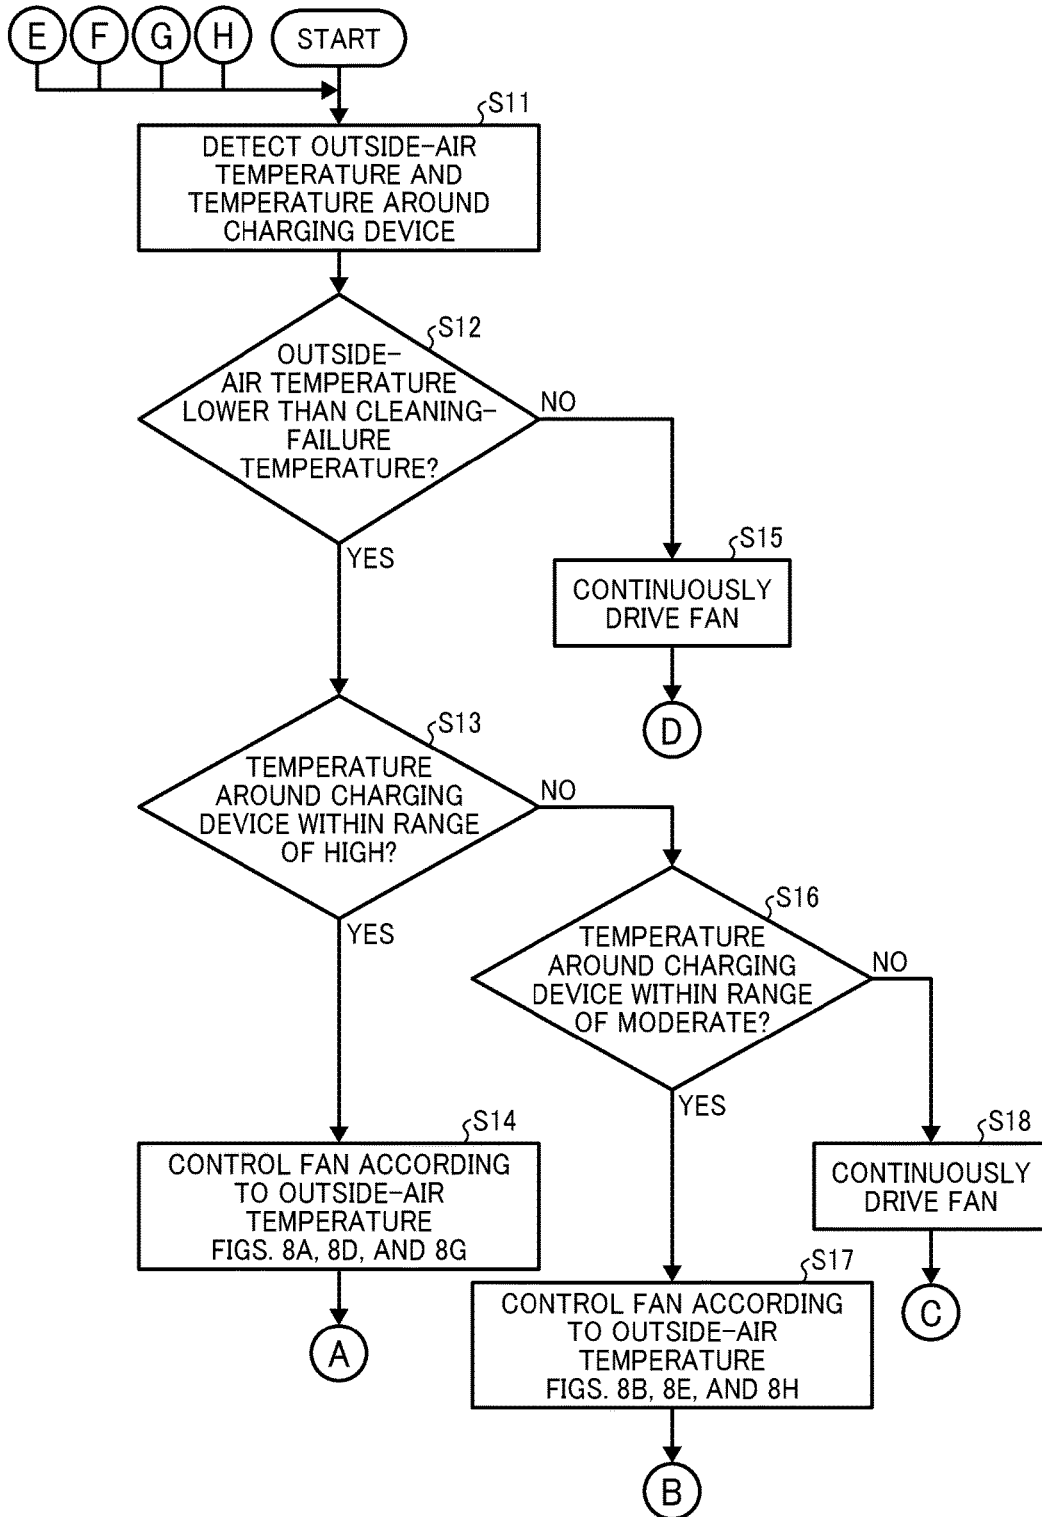 E F G H START
S11
DETECT OUTSIDE-AIR
TEMPERATURE AND
TEMPERATURE AROUND
CHARGING DEVICE
S12
OUTSIDE-
AIR TEMPERATURE
LOWER THAN CLEANING-
FAILURE
TEMPERATURE?
NO
YES
S15
CONTINUOUSLY
DRIVE FAN
D
S13
TEMPERATURE
AROUND CHARGING
DEVICE WITHIN RANGE
OF HIGH?
NO
YES
S16
TEMPERATURE
AROUND CHARGING
DEVICE WITHIN RANGE
OF MODERATE?
NO
YES
S14
CONTROL FAN ACCORDING
TO OUTSIDE-AIR
TEMPERATURE
FIGS. 8A, 8D, AND 8G
A
S18
CONTINUOUSLY
DRIVE FAN
C
S17
CONTROL FAN ACCORDING
TO OUTSIDE-AIR
TEMPERATURE
FIGS. 8B, 8E, AND 8H
B